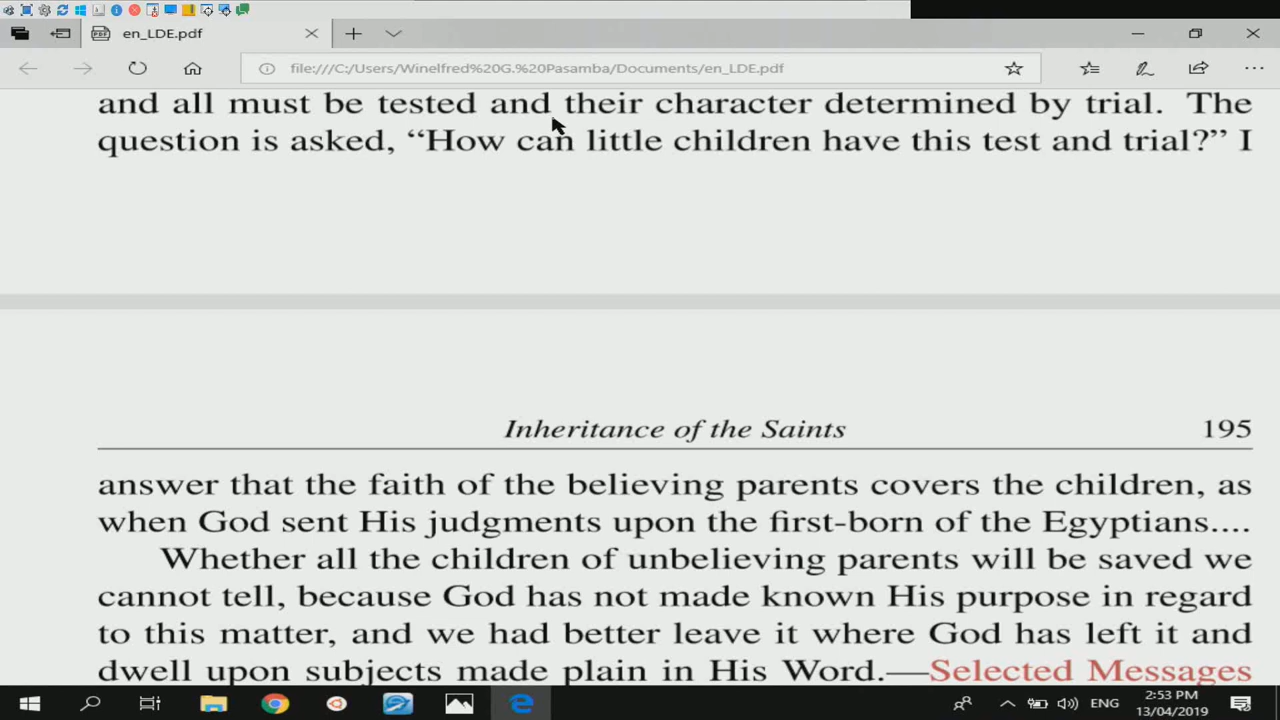 en_LDE.pdf
file:///C:/Users/Winelfred%20G.%20Pasamba/Documents/en_LDE.pdf
and all must be tested and their character determined by trial. The
question is asked, “How can little children have this test and trial?” I
Inheritance of the Saints 195
answer that the faith of the believing parents covers the children, as
when God sent His judgments upon the first-born of the Egyptians....
Whether all the children of unbelieving parents will be saved we
cannot tell, because God has not made known His purpose in regard
to this matter, and we had better leave it where God has left it and
dwell upon subjects made plain in His Word.—Selected Messages
ENG
2:53 PM
13/04/2019